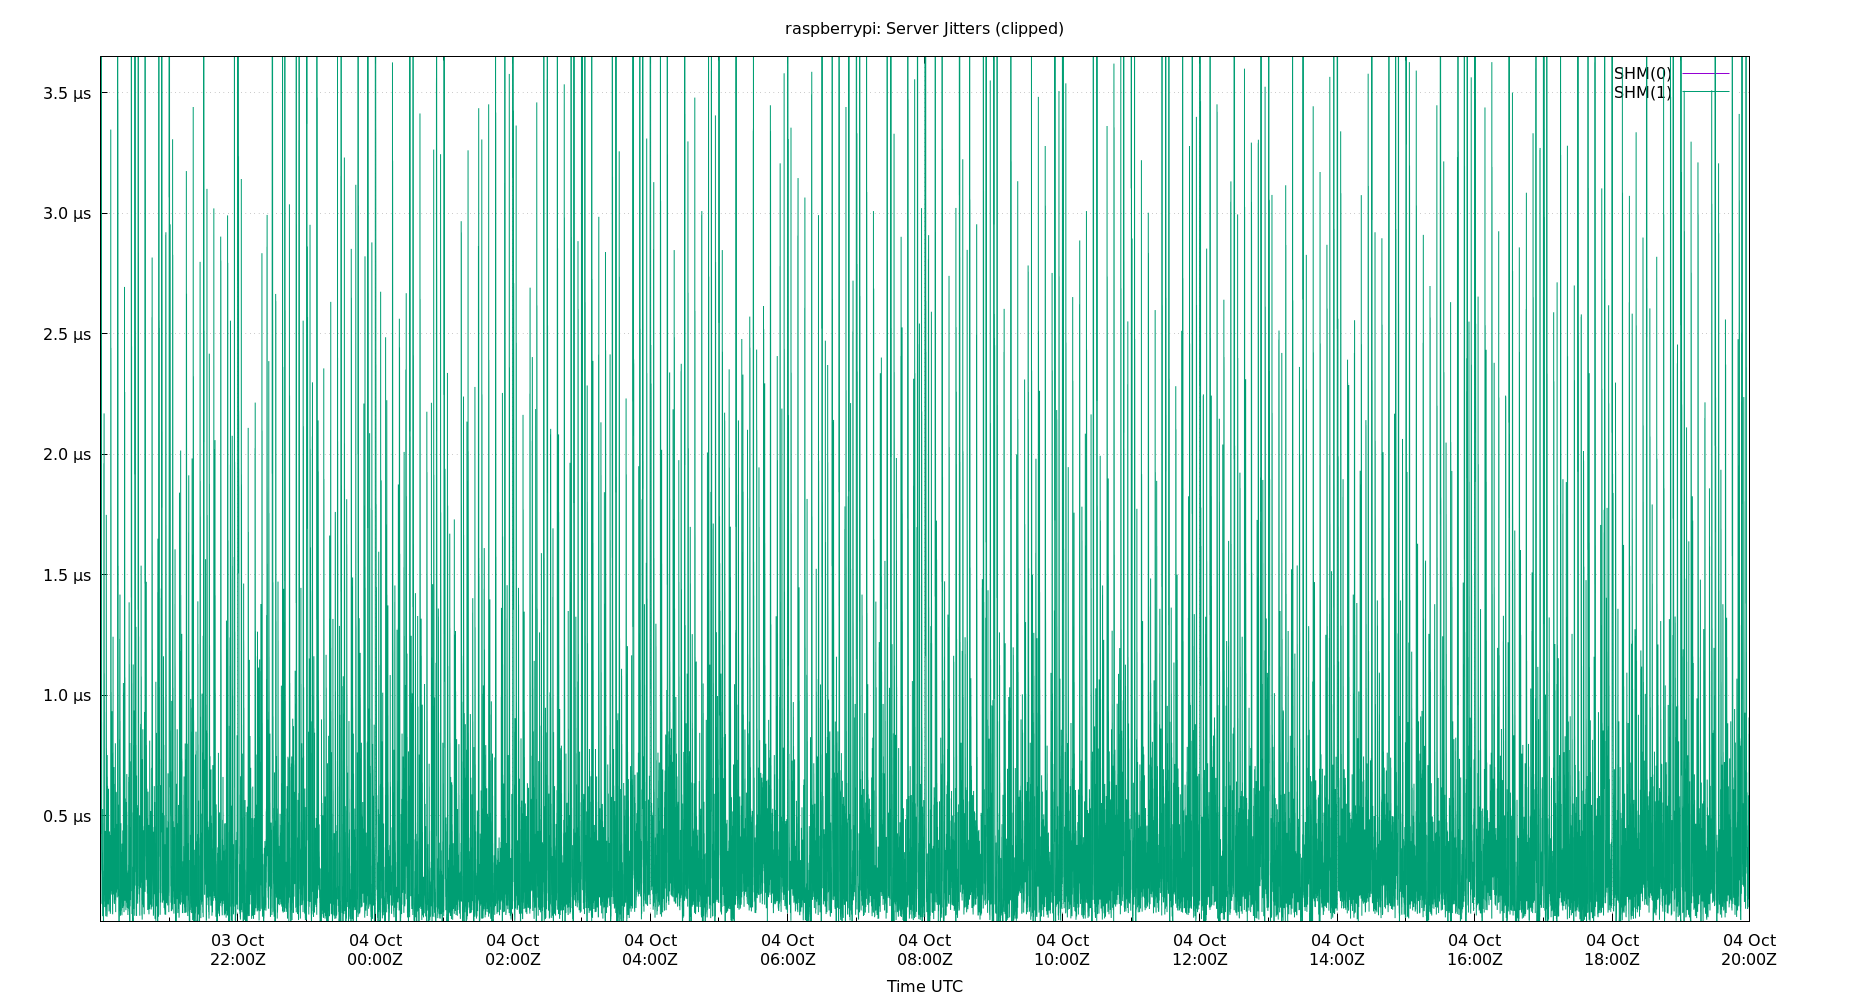 raspberrypi: Server Jitters (clipped)
SHM(0)
SHM(1)
3.5 µs
3.0 µs
2.5 µs
2.0 µs
1.5 µs
1.0 µs
0.5 µs
03 Oct 04 Oct 04 Oct 04 Oct 04 Oct 04 Oct 04 Oct 04 Oct 04 Oct 04 Oct 04 Oct 04 Oct
22:00Z 00:00Z 02:00Z 04:00Z 06:00Z 08:00Z 10:00Z 12:00Z 14:00Z 16:00Z 18:00Z 20:00Z
Time UTC